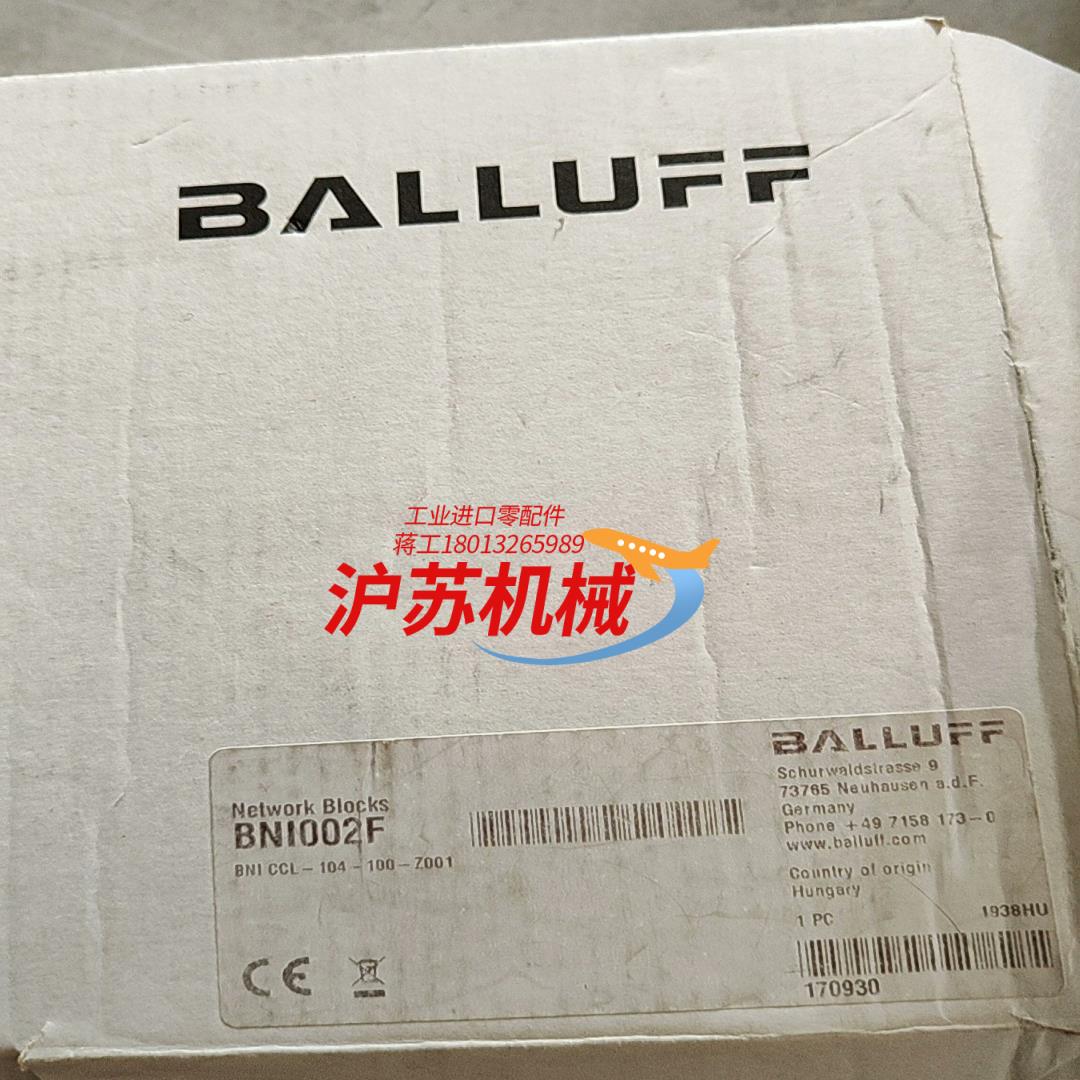 BALLUFF
工业进口零配件
蒋工18013265989
沪苏机械
BALLUFF
Schurwaldstrasse 9
73765 Neuhausen a.d.F.
Germany
Phone +49 7158 173-0
www.balluff.com
Network Blocks
BNI002F
BNI CCL-104-100-Z001
Country of origin
Hungary
1 PC
1938HU
CE
170930